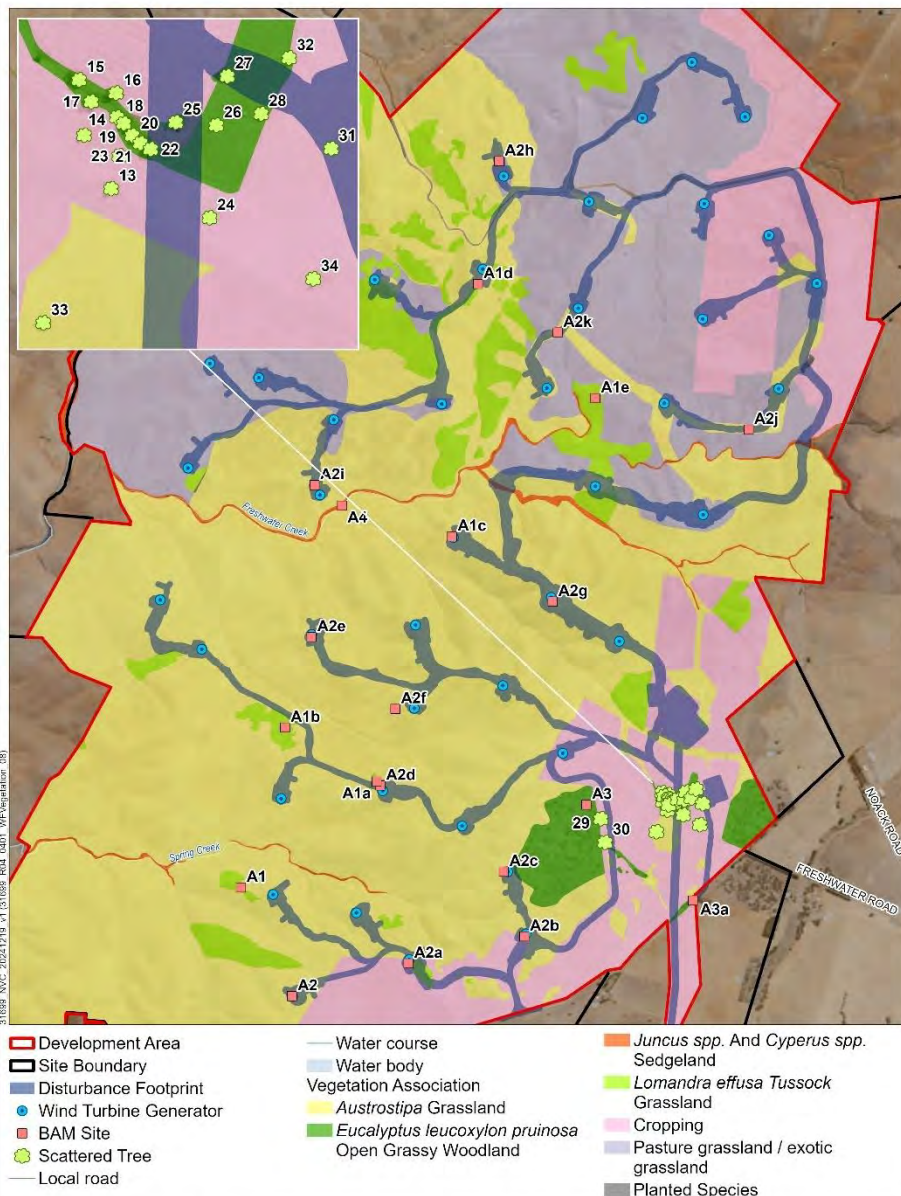 32
27
15
16
17
18
25
28
26
14
20
19
31
22
23
21
13
24
34
33
A2h
A1d
A2k
A1e
A2j
A2i
Freshwater Creek
A4
A1c
A2g
A2e
A2f
A1b
A2d
A1a
A3
29
30
NOACK ROAD
Spring Creek
A2c
FRESHWATER ROAD
A1
A3a
A2b
A2a
A2
31699_NVC_20241219_v1 (31699_R04_0401_WFVegetation_08)
Development Area
Site Boundary
Disturbance Footprint
Wind Turbine Generator
BAM Site
Scattered Tree
Local road
Water course
Water body
Vegetation Association
Austrostipa Grassland
Eucalyptus leucoxylon pruinosa
Open Grassy Woodland
Juncus spp. And Cyperus spp.
Sedgeland
Lomandra effusa Tussock
Grassland
Cropping
Pasture grassland / exotic
grassland
Planted Species